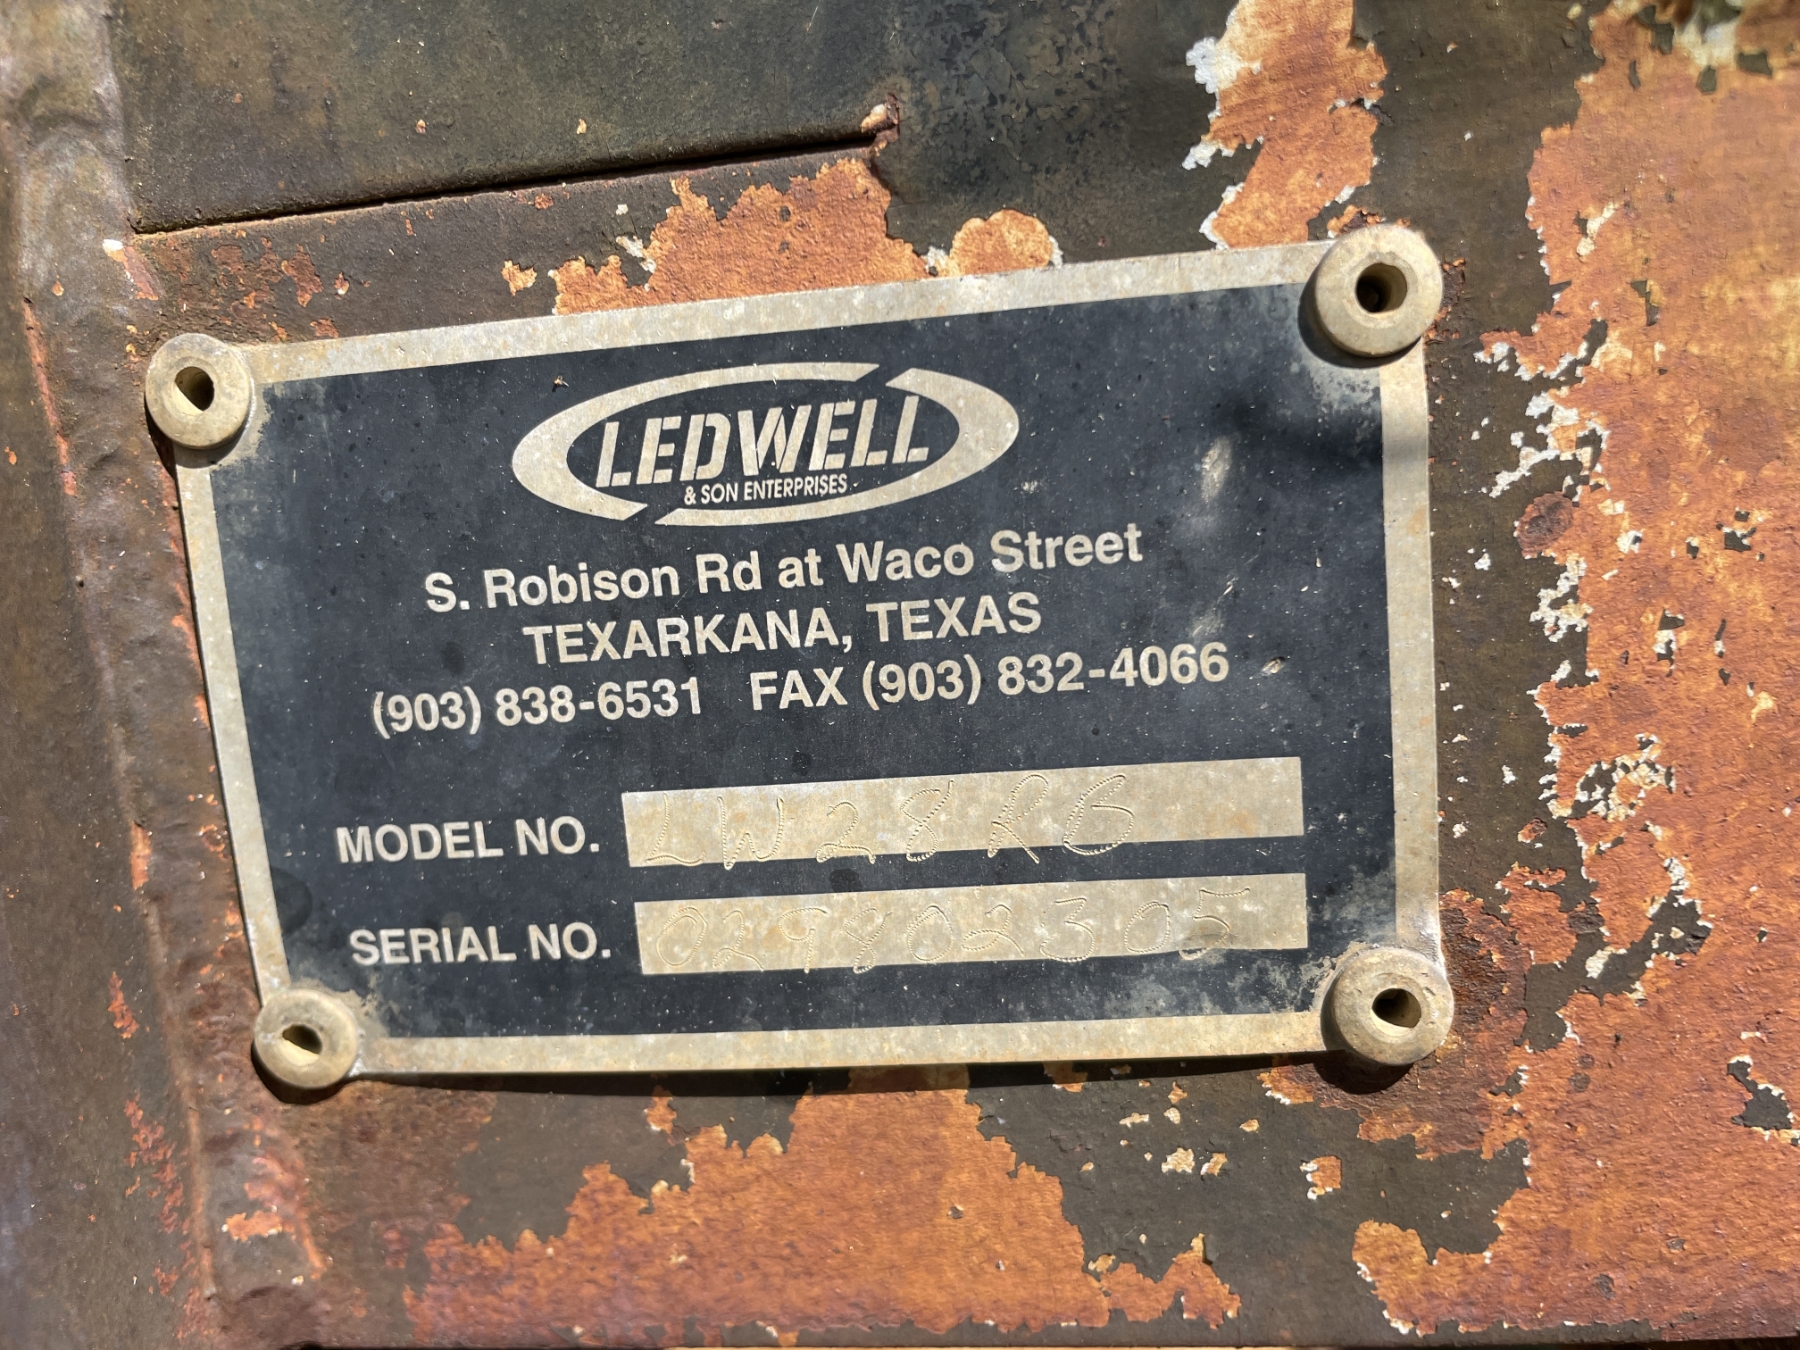 LEDWELL
& SON ENTERPRISES
S. Robison Rd at Waco Street
TEXARKANA, TEXAS
(903) 838-6531 FAX (903) 832-4066
MODEL NO. LW28RB
SERIAL NO. 029802305